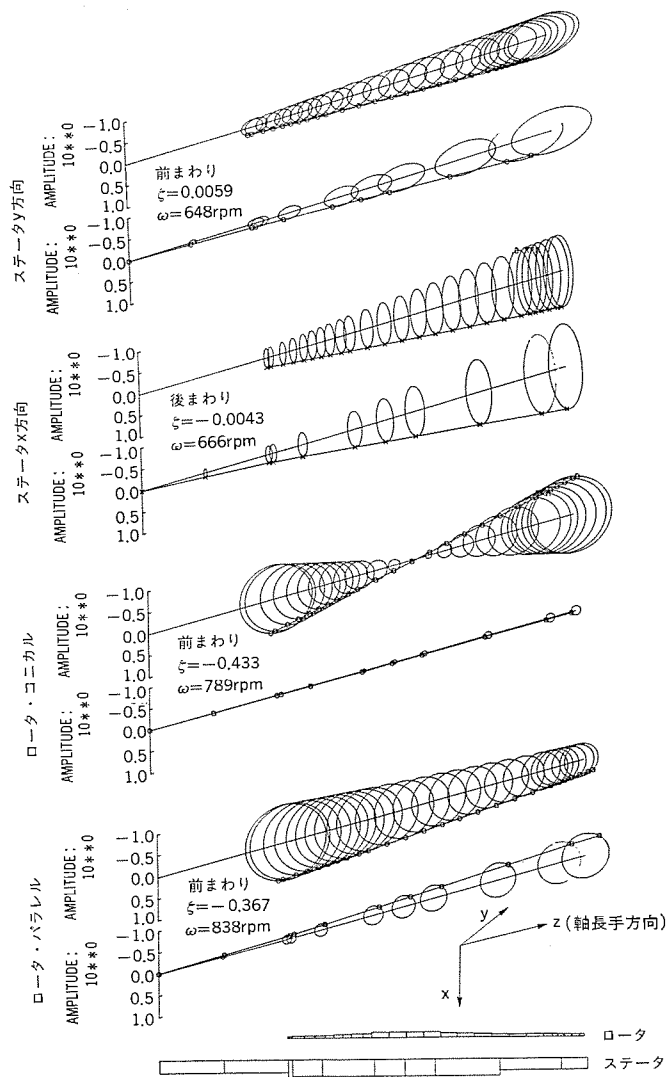 ステータy方向
AMPLITUDE:
10**0
-1.0
-0.5
0.0
0.5
1.0
AMPLITUDE:
10**0
-1.0
-0.5
0.0
0.5
1.0
前まわり
ζ=0.0059
ω=648rpm
ステータx方向
AMPLITUDE:
10**0
-1.0
-0.5
0.0
0.5
1.0
AMPLITUDE:
10**0
-1.0
-0.5
0.0
0.5
1.0
後まわり
ζ=-0.0043
ω=666rpm
ロータ・コニカル
AMPLITUDE:
10**0
-1.0
-0.5
0.0
0.5
1.0
AMPLITUDE:
10**0
-1.0
-0.5
0.0
0.5
1.0
前まわり
ζ=-0.433
ω=789rpm
ロータ・パラレル
AMPLITUDE:
10**0
-1.0
-0.5
0.0
0.5
1.0
AMPLITUDE:
10**0
-1.0
-0.5
0.0
0.5
1.0
前まわり
ζ=-0.367
ω=838rpm
y
z(軸長手方向)
x
ロータ
ステータ